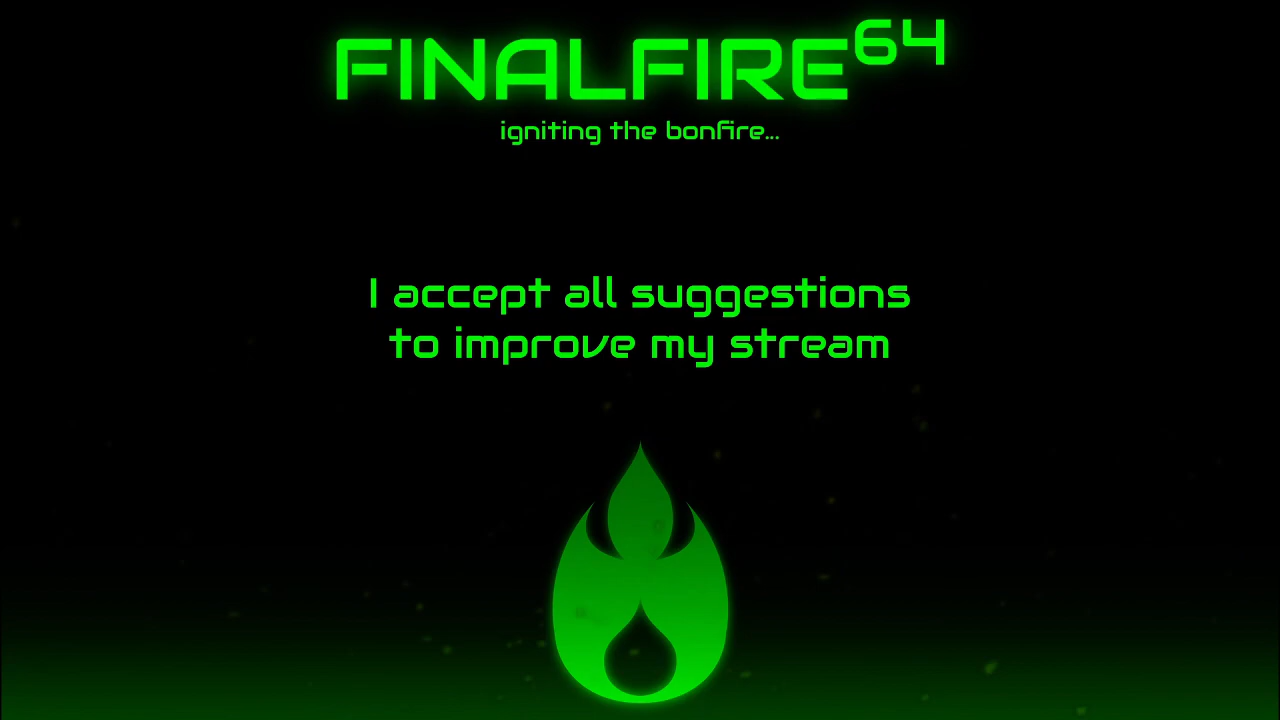 FINALFIRE64
igniting the bonfire...
I accept all suggestions
to improve my stream